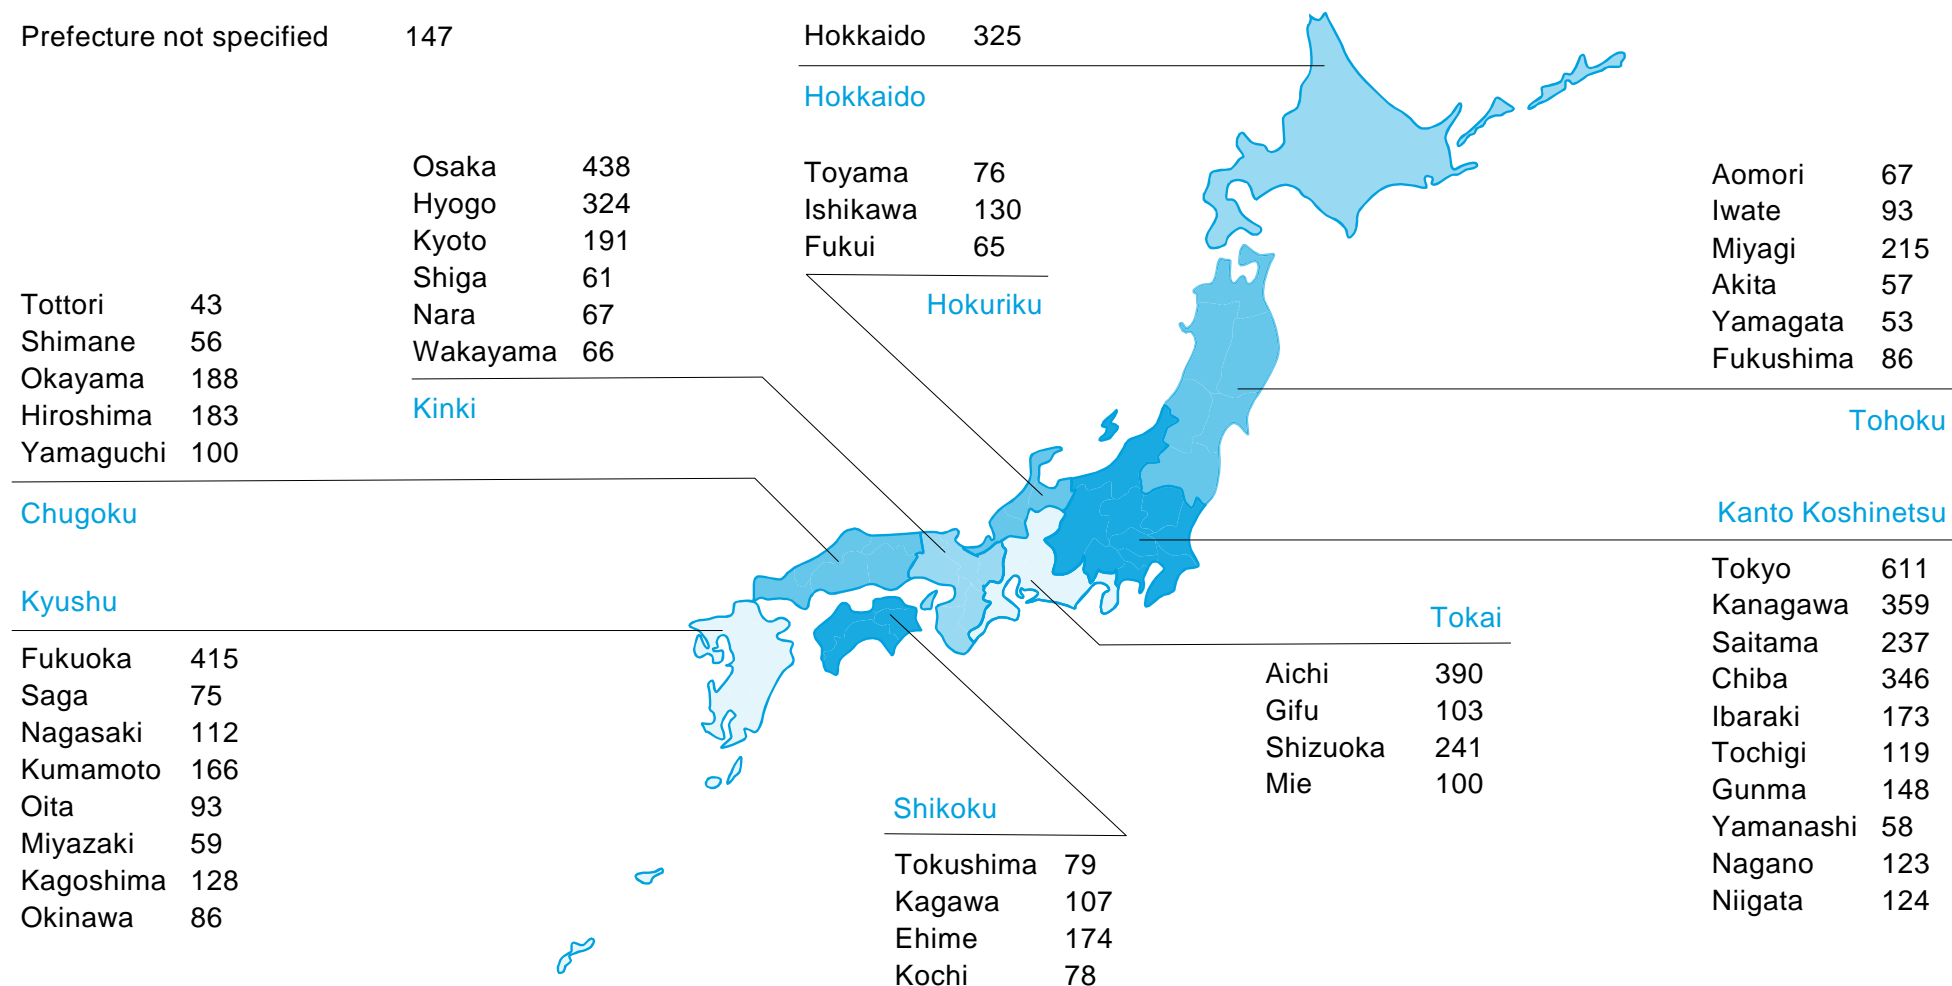 Prefecture not specified 147
Hokkaido 325
Hokkaido
Osaka 438
Hyogo 324
Kyoto 191
Shiga 61
Nara 67
Wakayama 66
Kinki
Toyama 76
Ishikawa 130
Fukui 65
Hokuriku
Aomori 67
Iwate 93
Miyagi 215
Akita 57
Yamagata 53
Fukushima 86
Tohoku
Tottori 43
Shimane 56
Okayama 188
Hiroshima 183
Yamaguchi 100
Chugoku
Kanto Koshinetsu
Tokyo 611
Kanagawa 359
Saitama 237
Chiba 346
Ibaraki 173
Tochigi 119
Gunma 148
Yamanashi 58
Nagano 123
Niigata 124
Kyushu
Fukuoka 415
Saga 75
Nagasaki 112
Kumamoto 166
Oita 93
Miyazaki 59
Kagoshima 128
Okinawa 86
Tokai
Aichi 390
Gifu 103
Shizuoka 241
Mie 100
Shikoku
Tokushima 79
Kagawa 107
Ehime 174
Kochi 78